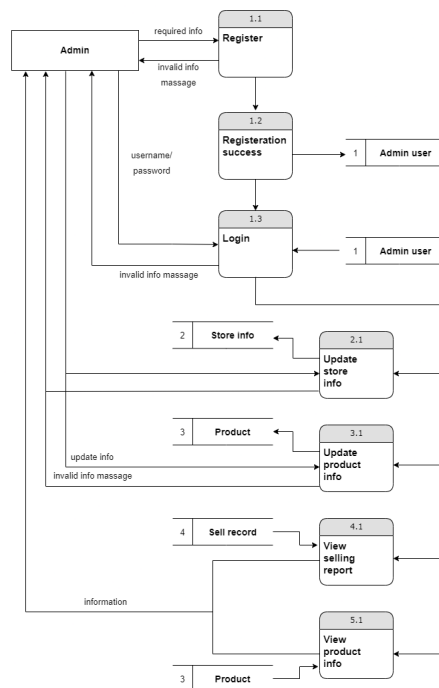 1.1
required info
Register
Admin
invalid info
massage
1.2
Registeration
success
1 Admin user
username/
password
1.3
Login
1 Admin user
invalid info massage
2 Store info
2.1
Update
store
info
3 Product
3.1
Update
product
info
update info
invalid info massage
4.1
4 Sell record
View
selling
report
information
5.1
View
product
info
3 Product